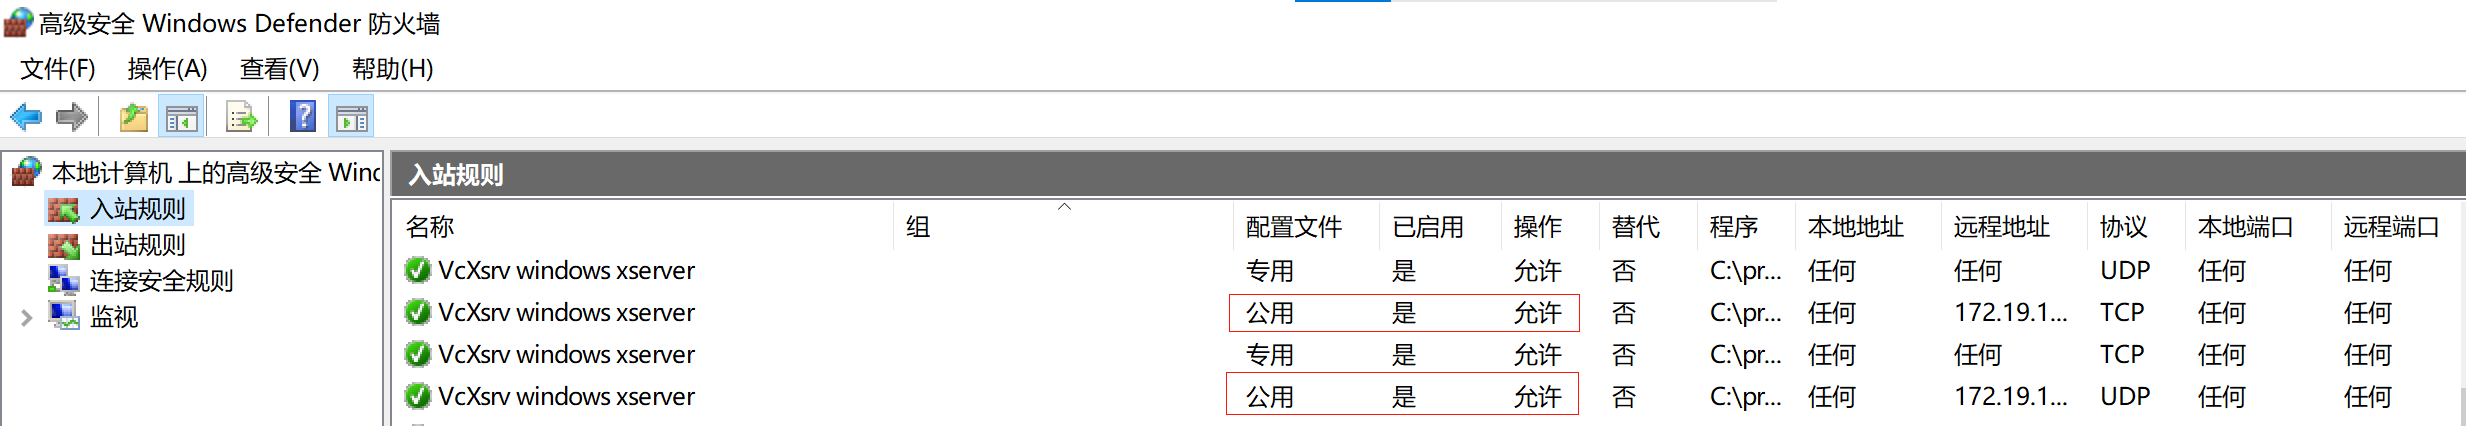 高级安全 Windows Defender 防火墙
文件(F) 操作(A) 查看(V) 帮助(H)
本地计算机 上的高级安全 Winc
入站规则
出站规则
连接安全规则
监视
入站规则
名称 组 配置文件 已启用 操作 替代 程序 本地地址 远程地址 协议 本地端口 远程端口
VcXsrv windows xserver 专用 是 允许 否 C:\pr... 任何 任何 UDP 任何 任何
VcXsrv windows xserver 公用 是 允许 否 C:\pr... 任何 172.19.1... TCP 任何 任何
VcXsrv windows xserver 专用 是 允许 否 C:\pr... 任何 任何 TCP 任何 任何
VcXsrv windows xserver 公用 是 允许 否 C:\pr... 任何 172.19.1... UDP 任何 任何